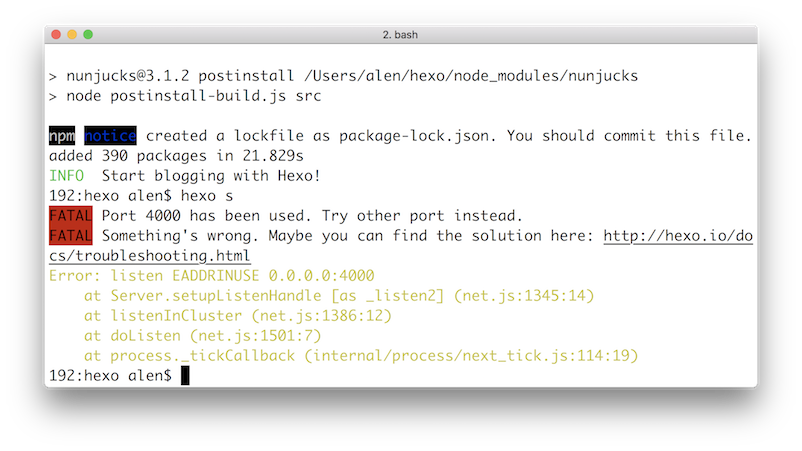 2. bash
> nunjucks@3.1.2 postinstall /Users/alen/hexo/node_modules/nunjucks
> node postinstall-build.js src
npm notice created a lockfile as package-lock.json. You should commit this file.
added 390 packages in 21.829s
INFO  Start blogging with Hexo!
192:hexo alen$ hexo s
FATAL Port 4000 has been used. Try other port instead.
FATAL Something's wrong. Maybe you can find the solution here: http://hexo.io/do
cs/troubleshooting.html
Error: listen EADDRINUSE 0.0.0.0:4000
    at Server.setupListenHandle [as _listen2] (net.js:1345:14)
    at listenInCluster (net.js:1386:12)
    at doListen (net.js:1501:7)
    at process._tickCallback (internal/process/next_tick.js:114:19)
192:hexo alen$